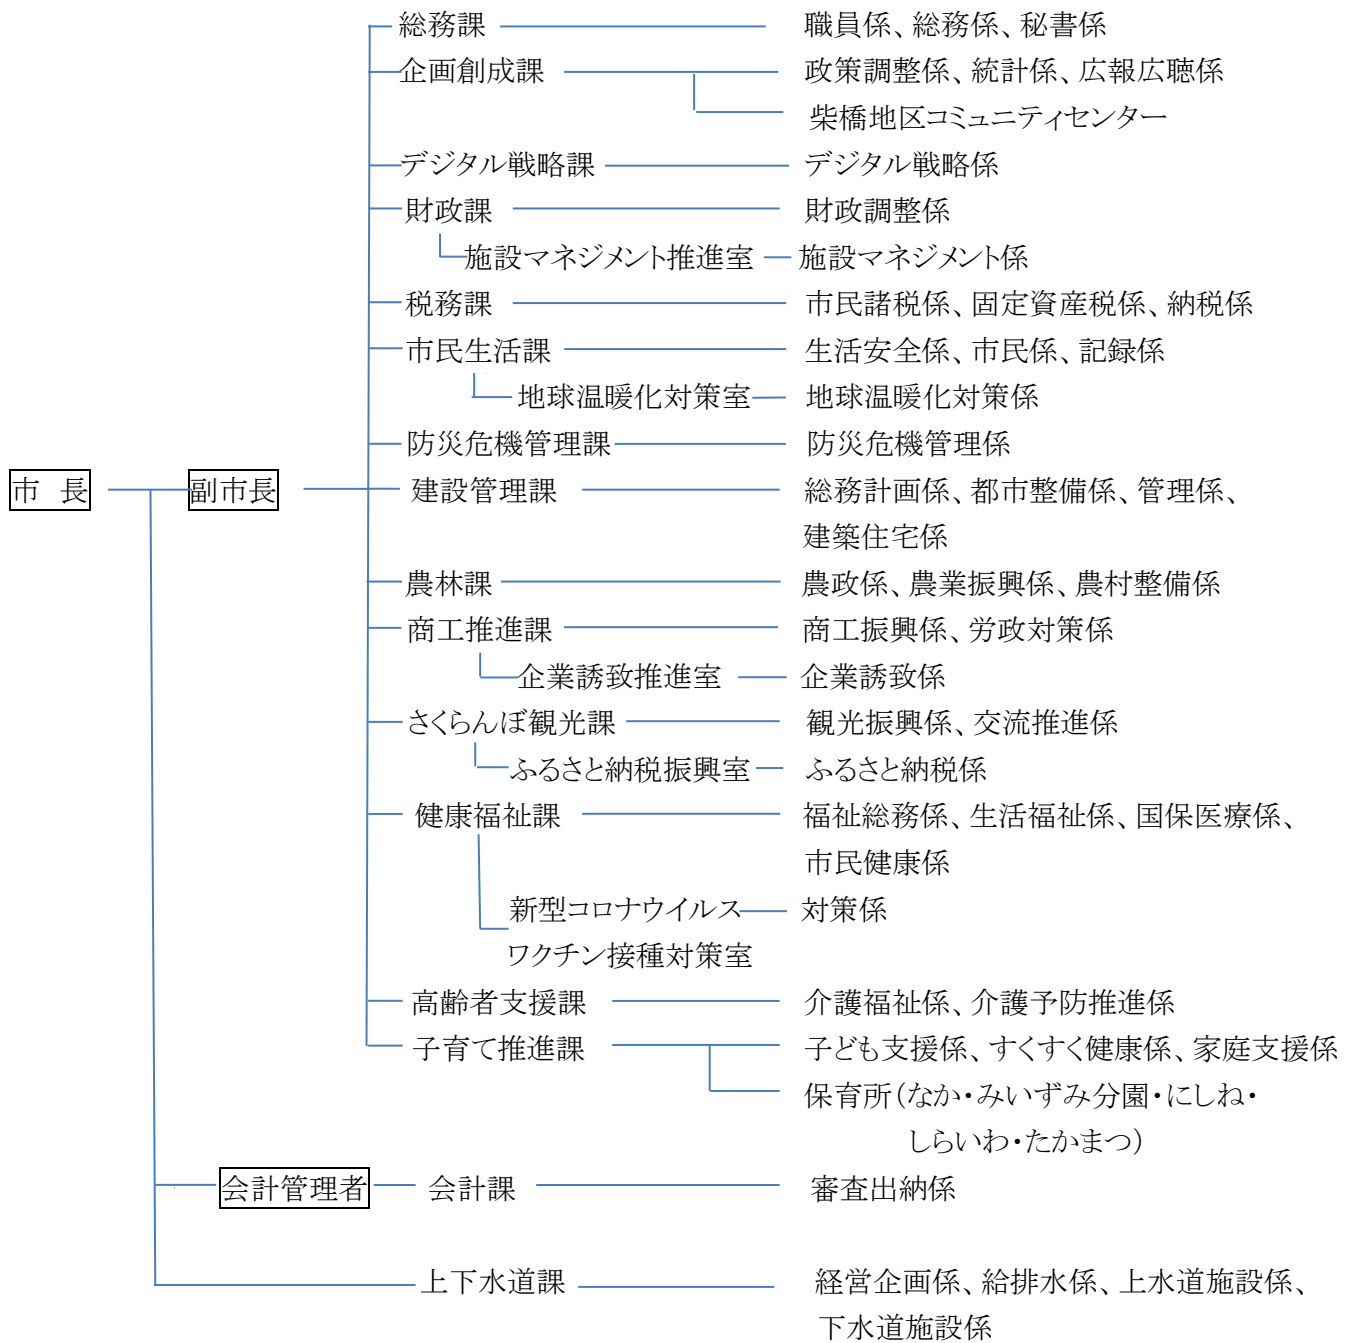 総務課 職員係、総務係、秘書係
企画創成課 政策調整係、統計係、広報広聴係
柴橋地区コミュニティセンター
デジタル戦略課 デジタル戦略係
財政課 財政調整係
施設マネジメント推進室 施設マネジメント係
税務課 市民諸税係、固定資産税係、納税係
市民生活課 生活安全係、市民係、記録係
地球温暖化対策室 地球温暖化対策係
防災危機管理課 防災危機管理係
市 長 副市長 建設管理課 総務計画係、都市整備係、管理係、
建築住宅係
農林課 農政係、農業振興係、農村整備係
商工推進課 商工振興係、労政対策係
企業誘致推進室 企業誘致係
さくらんぼ観光課 観光振興係、交流推進係
ふるさと納税振興室 ふるさと納税係
健康福祉課 福祉総務係、生活福祉係、国保医療係、
市民健康係
新型コロナウイルス 対策係
ワクチン接種対策室
高齢者支援課 介護福祉係、介護予防推進係
子育て推進課 子ども支援係、すくすく健康係、家庭支援係
保育所(なか・みいずみ分園・にしね・
しらいわ・たかまつ)
会計管理者 会計課 審査出納係
上下水道課 経営企画係、給排水係、上水道施設係、
下水道施設係